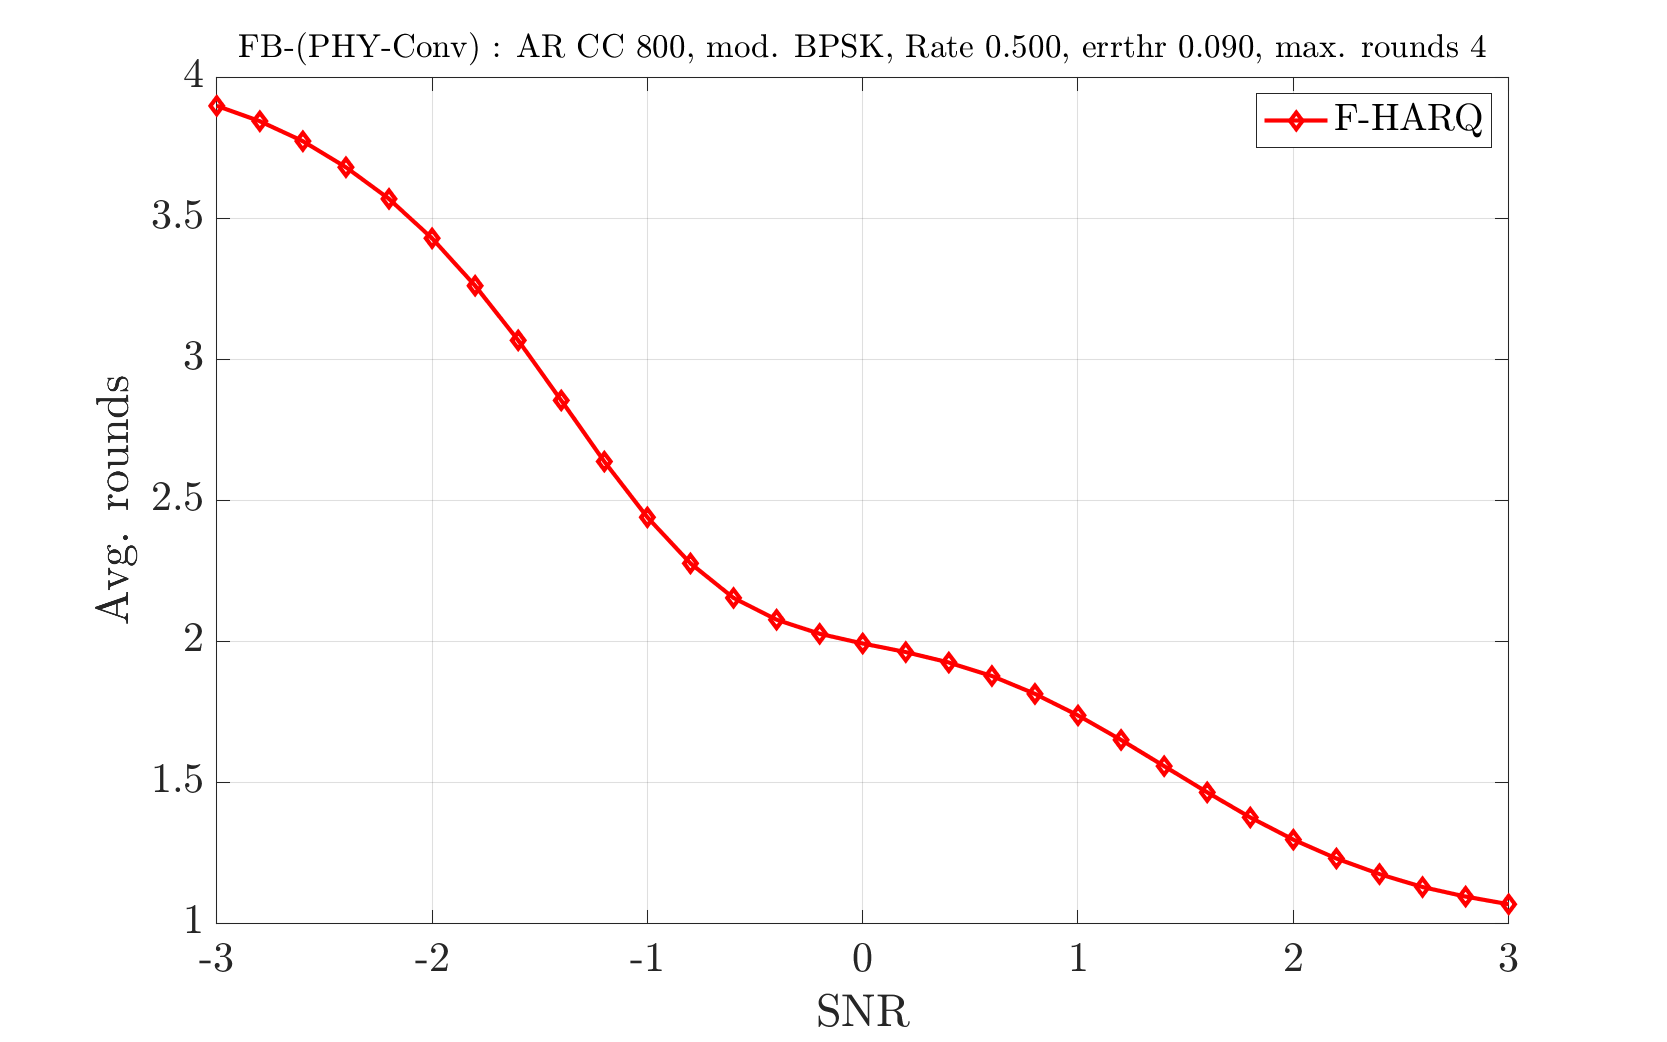 FB-(PHY-Conv) : AR CC 800, mod. BPSK, Rate 0.500, errthr 0.090, max. rounds 4
F-HARQ
4
3.5
3
2.5
2
1.5
1
Avg. rounds
-3 -2 -1 0 1 2 3
SNR